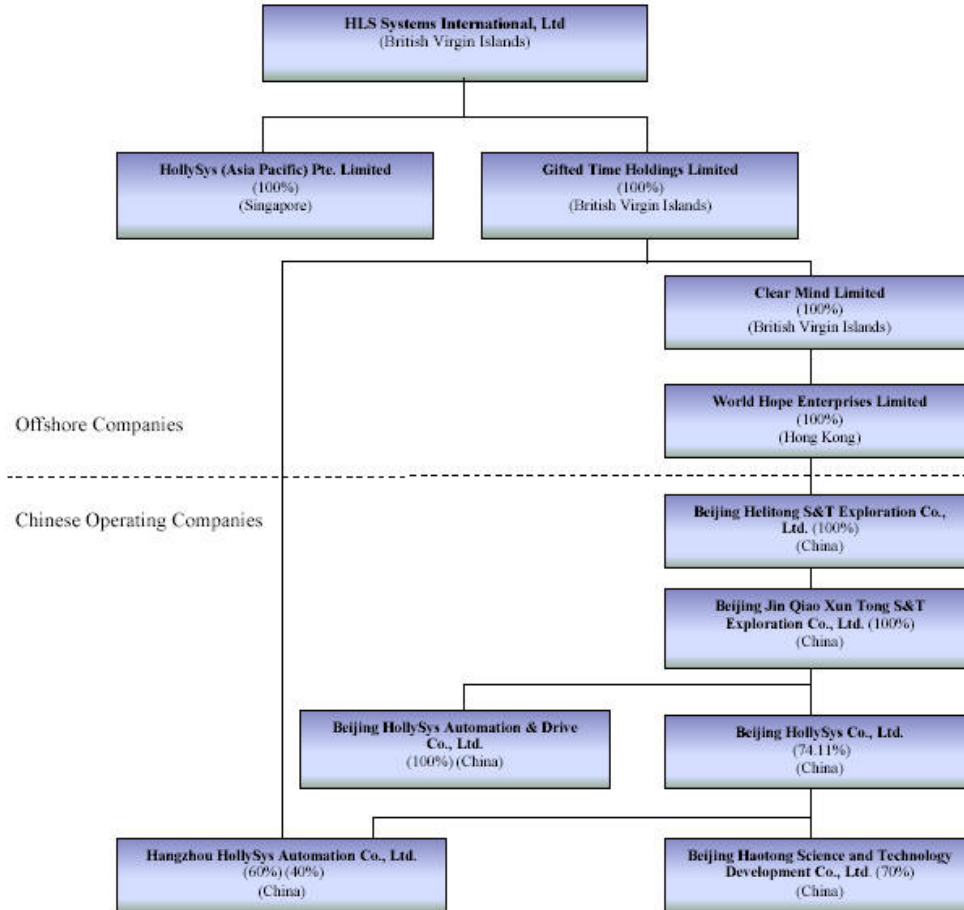 HLS Systems International, Ltd
(British Virgin Islands)
HollySys (Asia Pacific) Pte. Limited
(100%)
(Singapore)
Gifted Time Holdings Limited
(100%)
(British Virgin Islands)
Clear Mind Limited
(100%)
(British Virgin Islands)
World Hope Enterprises Limited
(100%)
(Hong Kong)
Offshore Companies
Chinese Operating Companies
Beijing Helitong S&T Exploration Co.,
Ltd. (100%)
(China)
Beijing Jin Qiao Xun Tong S&T
Exploration Co., Ltd. (100%)
(China)
Beijing HollySys Automation & Drive
Co., Ltd.
(100%) (China)
Beijing HollySys Co., Ltd.
(74.11%)
(China)
Hangzhou HollySys Automation Co., Ltd.
(60%) (40%)
(China)
Beijing Haotong Science and Technology
Development Co., Ltd. (70%)
(China)